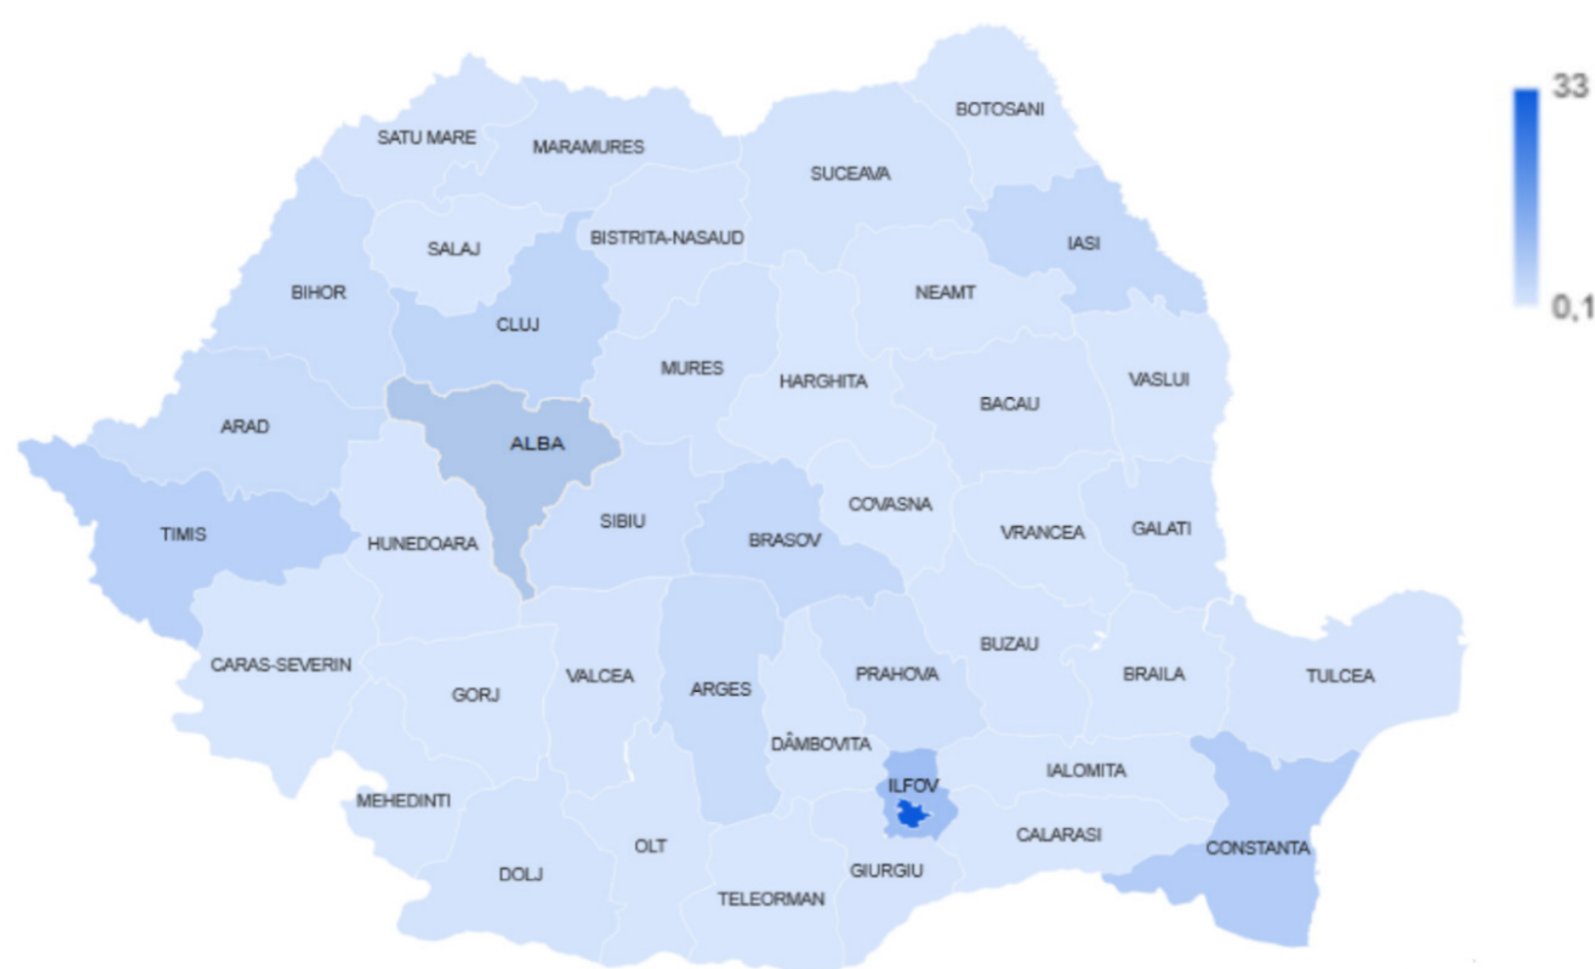 33
BOTOSANI
SATU MARE
MARAMURES
SUCEAVA
BISTRITA-NASAUD
IASI
SALAJ
BIHOR
NEAMT
0,1
CLUJ
MURES
HARGHITA
VASLUI
BACAU
ARAD
ALBA
COVASNA
SIBIU
GALATI
TIMIS
VRANCEA
BRASOV
HUNEDOARA
BUZAU
CARAS-SEVERIN
VALCEA
PRAHOVA
BRAILA
TULCEA
ARGES
GORJ
DÂMBOVITA
IALOMITA
ILFOV
MEHEDINTI
CALARASI
OLT
CONSTANTA
GIURGIU
DOLJ
TELEORMAN